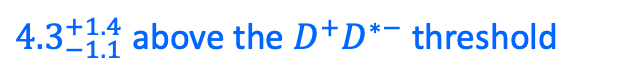 $4.3^{+1.4}_{-1.1}$ above the $D^{+}D^{*-}$ threshold